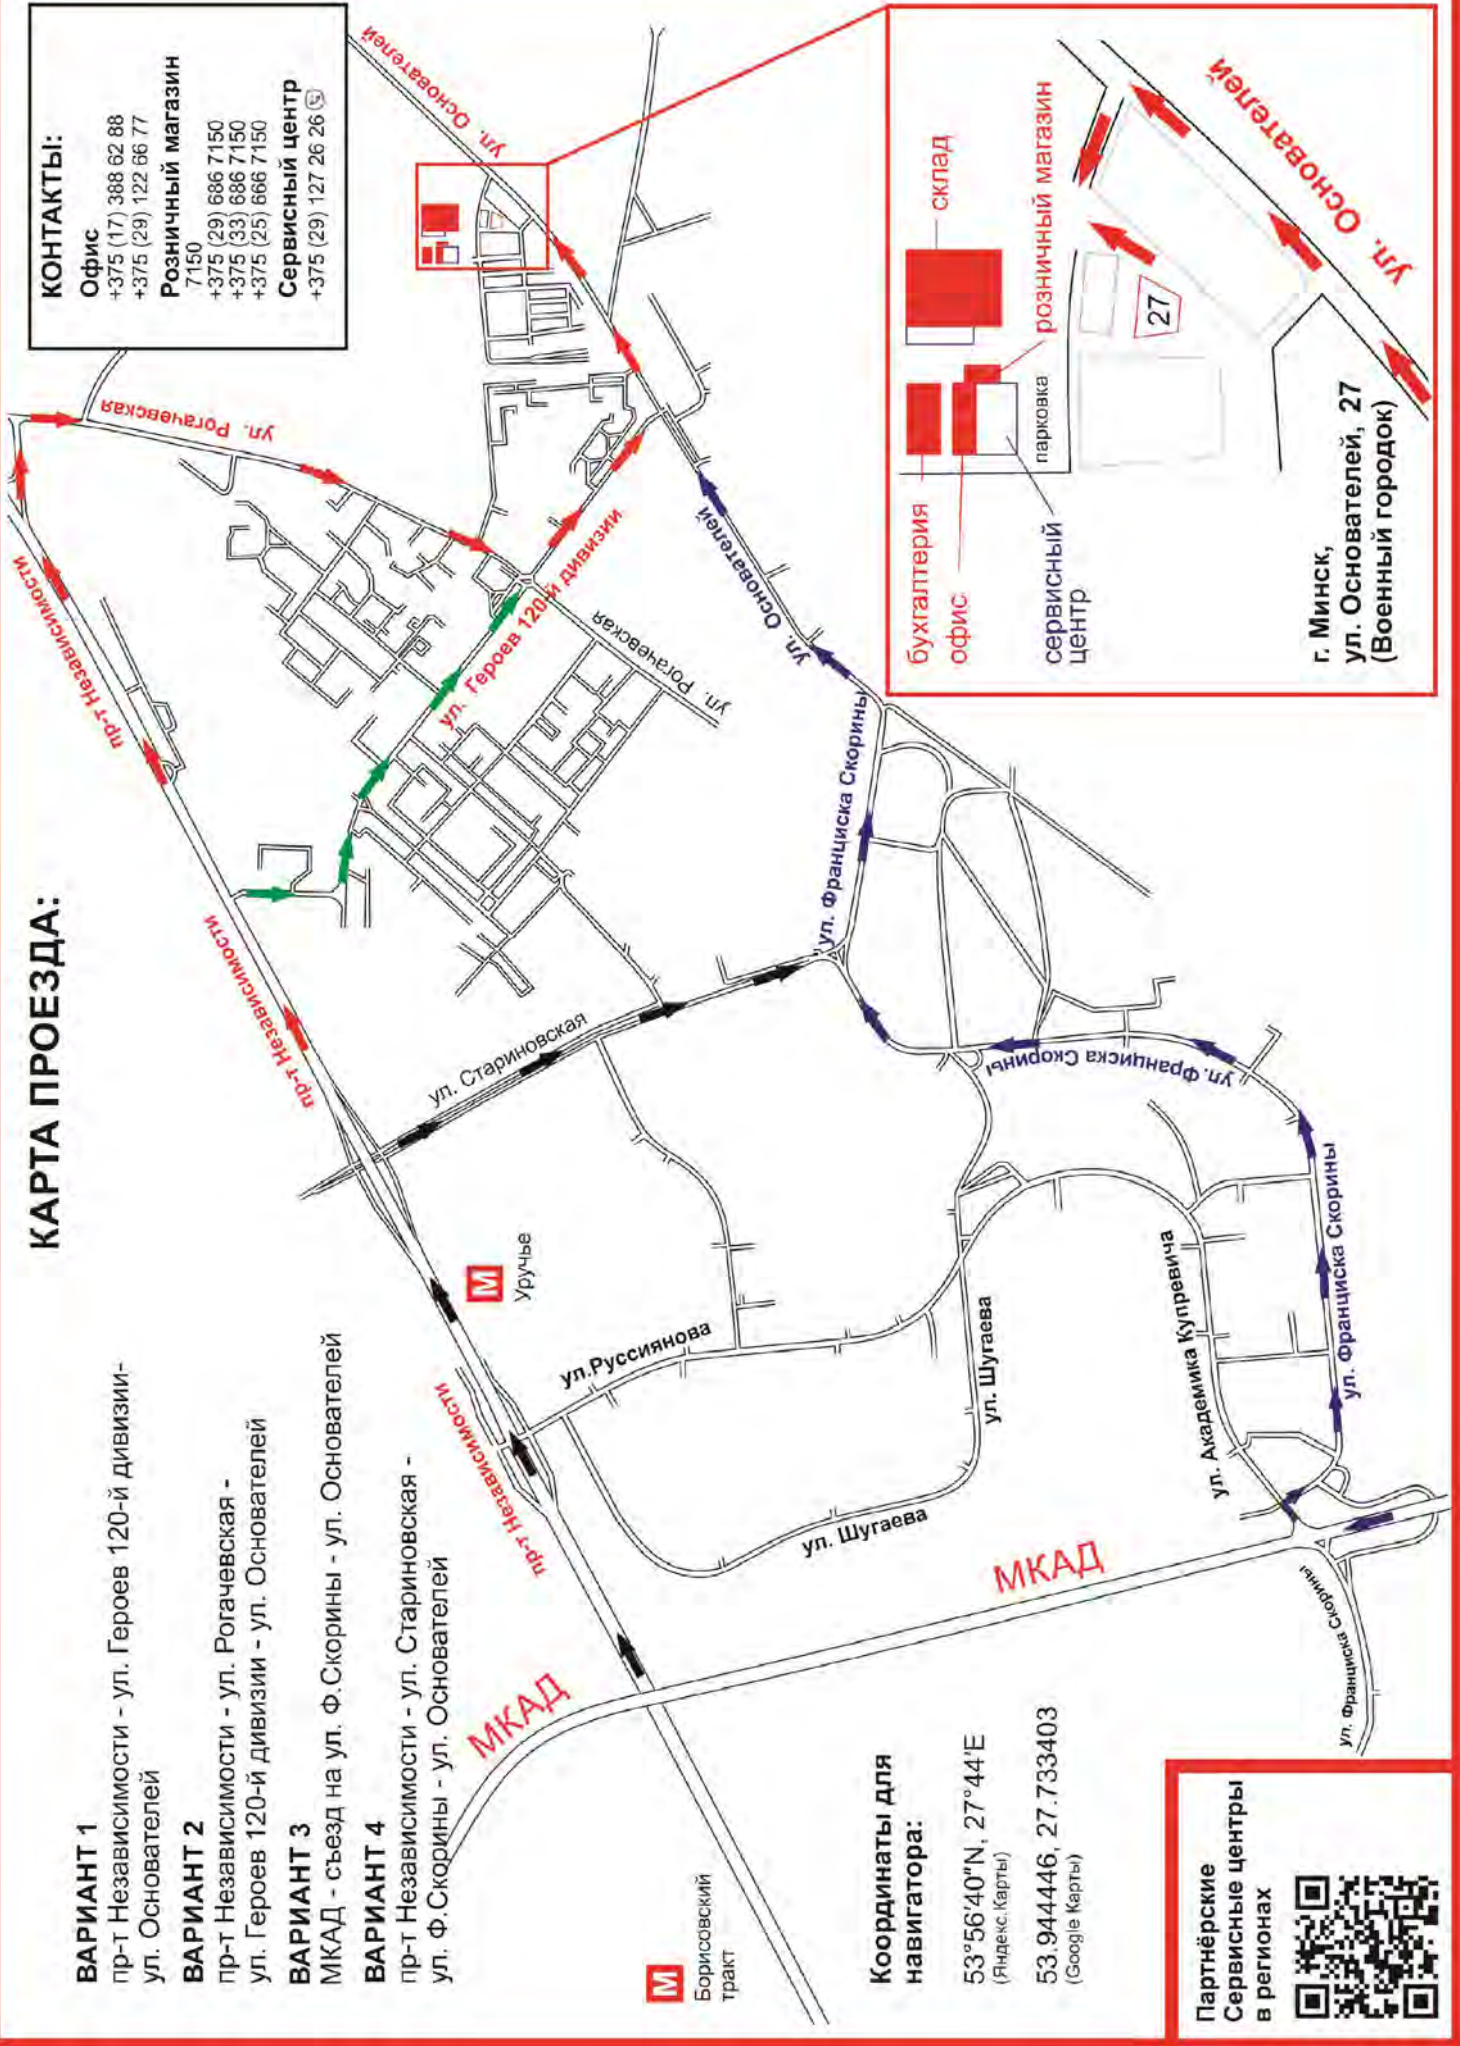 КАРТА ПРОЕЗДА:
ВАРИАНТ 1
пр-т Независимости - ул. Героев 120-й дивизии-
ул. Основателей
ВАРИАНТ 2
пр-т Независимости - ул. Рогачевская -
ул. Героев 120-й дивизии - ул. Основателей
ВАРИАНТ 3
МКАД - съезд на ул. Ф.Скорины - ул. Основателей
ВАРИАНТ 4
пр-т Независимости - ул. Стариновская -
ул. Ф.Скорины - ул. Основателей
КОНТАКТЫ:
Офис
+375 (17) 388 62 88
+375 (29) 122 66 77
Розничный магазин
7150
+375 (29) 686 7150
+375 (33) 686 7150
+375 (25) 666 7150
Сервисный центр
+375 (29) 127 26 26
пр-т Независимости
пр-т Независимости
Независимости
пр-т Независимости
ул. Рогачевская
ул. Основателей
ул. Героев 120-й дивизии
ул. Рогачевская
ул. Стариновская
М
Уручье
ул.Руссиянова
ул. Шугаева
ул. Шугаева
ул. Основателей
ул. Франциска Скорины
ул. Франциска Скорины
ул. Франциска Скорины
ул. Академика Купревича
МКАД
МКАД
ул. Франциска Скорины
М
Борисовский
тракт
Координаты для
навигатора:
53°56'40"N, 27°44'E
(Яндекс.Карты)
53.944446, 27.733403
(Google Карты)
Партнёрские
Сервисные центры
в регионах
бухгалтерия
офис
сервисный
центр
склад
розничный магазин
парковка
27
ул. Основателей
г. Минск,
ул. Основателей, 27
(Военный городок)